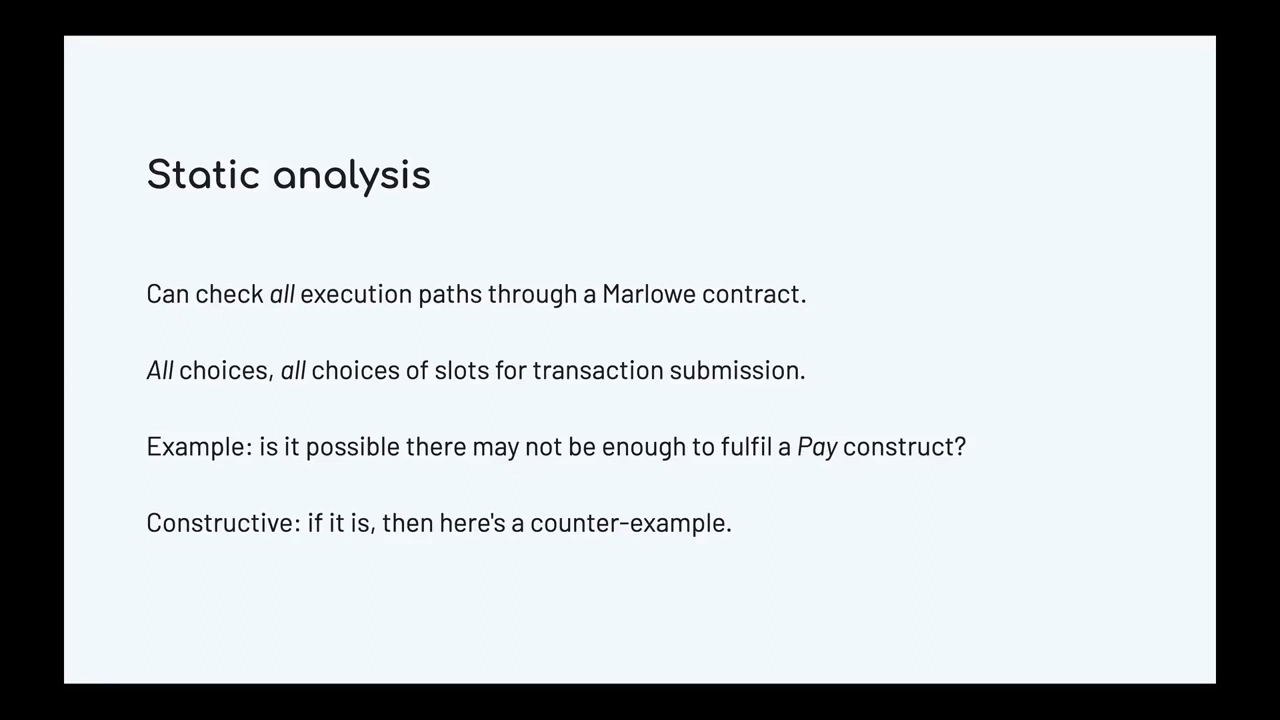 Static analysis
Can check all execution paths through a Marlowe contract.
All choices, all choices of slots for transaction submission.
Example: is it possible there may not be enough to fulfil a Pay construct?
Constructive: if it is, then here's a counter-example.